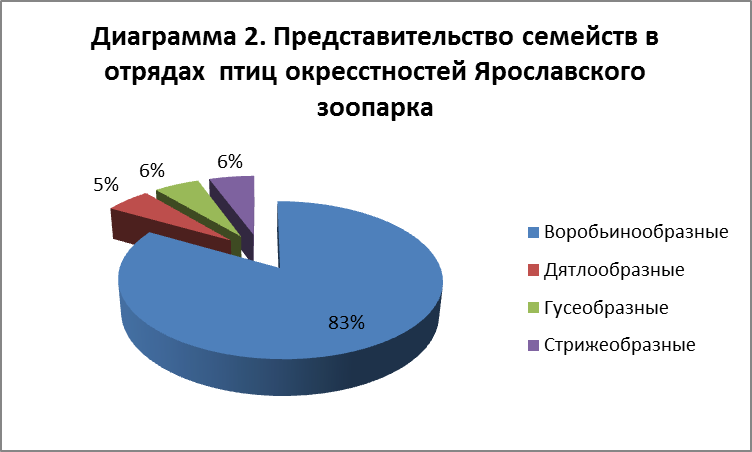 Диаграмма 2. Представительство семейств в
отрядах птиц окресстностей Ярославского
зоопарка
6%
6%
5%
83%
Воробьинообразные
Дятлообразные
Гусеобразные
Стрижеобразные